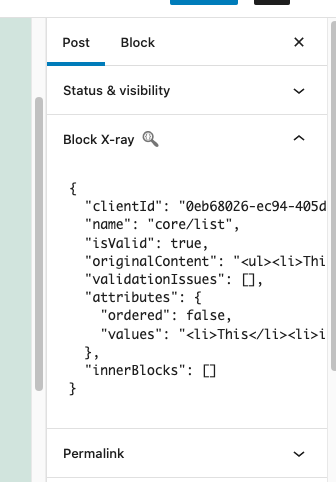 Post Block
Status & visibility
Block X-ray
{
"clientId": "0eb68026-ec94-405d
"name": "core/list",
"isValid": true,
"originalContent": "<ul><li>Thi
"validationIssues": [],
"attributes": {
"ordered": false,
"values": "<li>This</li><li>i
},
"innerBlocks": []
}
Permalink